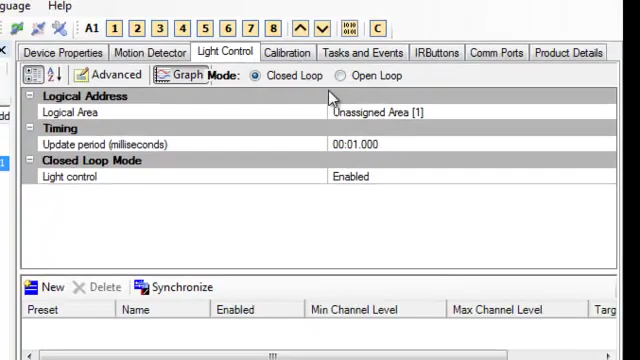 nguage Help
A1 1 2 3 4 5 6 7 8 C
Device Properties Motion Detector Light Control Calibration Tasks and Events IRButtons Comm Ports Product Details
Advanced Graph Mode: Closed Loop Open Loop
Logical Address
Logical Area Unassigned Area [1]
Timing
Update period (milliseconds) 00:01.000
Closed Loop Mode
Light control Enabled
New Delete Synchronize
Preset Name Enabled Min Channel Level Max Channel Level Targ